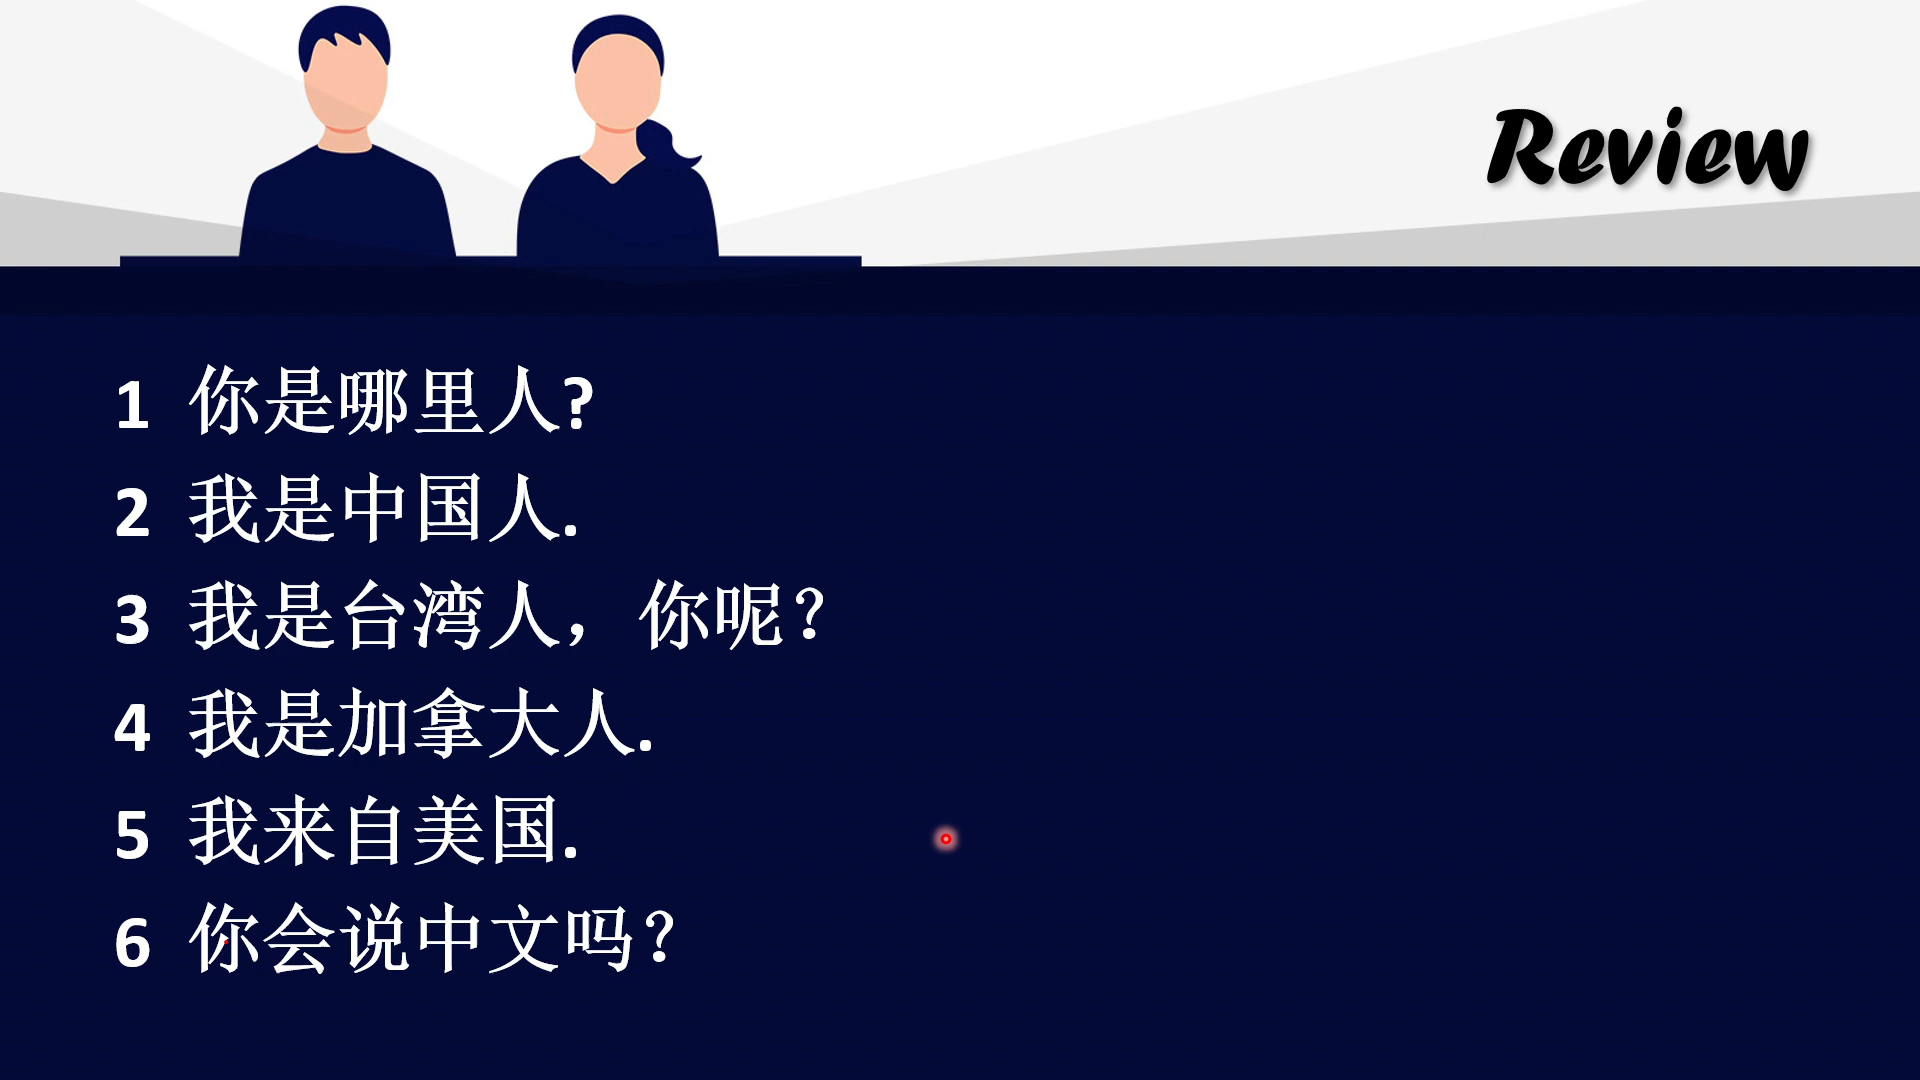 Review
1 你是哪里人?
2 我是中国人.
3 我是台湾人，你呢？
4 我是加拿大人.
5 我来自美国.
6 你会说中文吗？